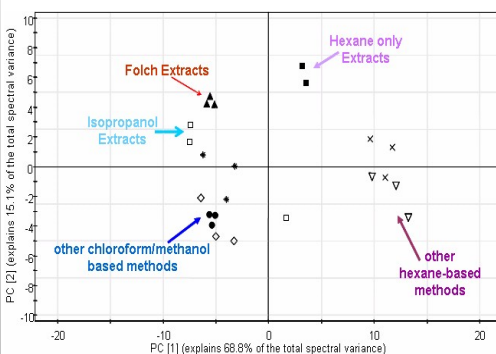 10
8
6
4
2
0
-2
-4
-6
-8
-10
PC [2] (explains 15.1% of the total spectral variance)
Hexane only
Extracts
Folch Extracts
Isopropanol
Extracts
other chloroform/methanol
based methods
other
hexane-based
methods
-20
-10
0
10
20
PC [1] (explains 68.8% of the total spectral variance)